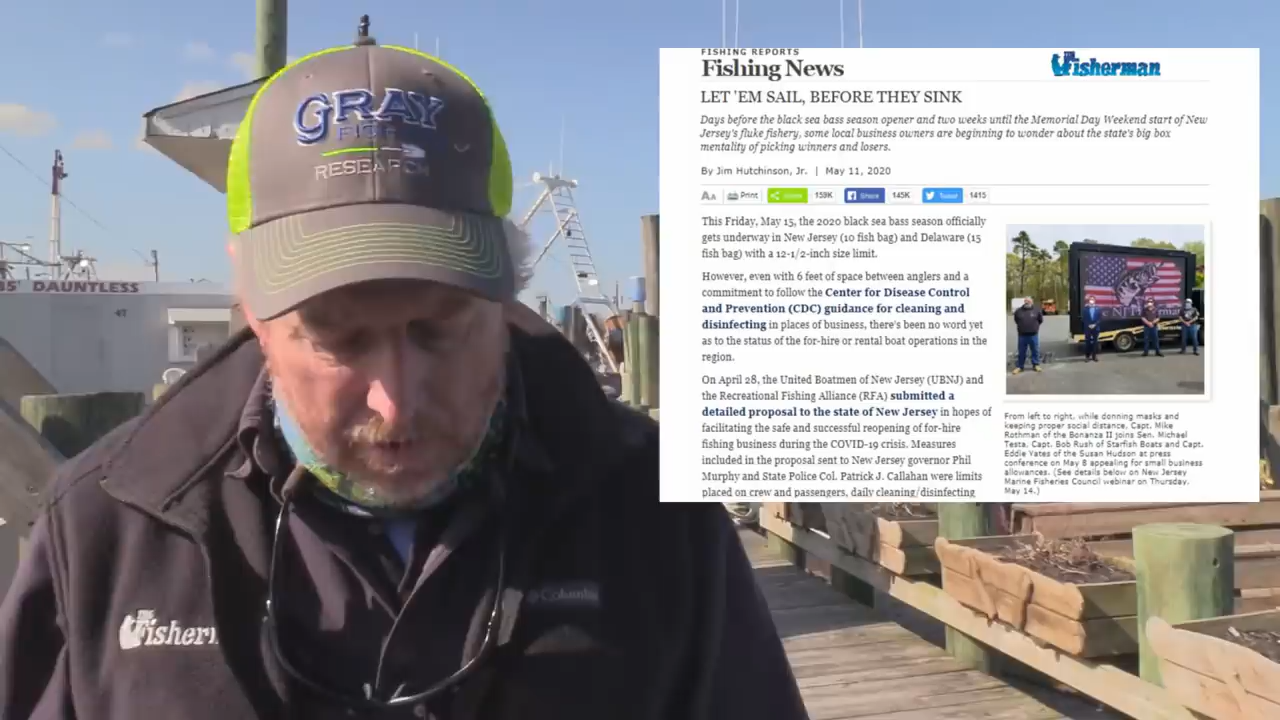 GRAY
FISH
RESEARCH
85' DAUNTLESS
Fisherm
Columbia
FISHING REPORTS
Fishing News
The Fisherman
LET 'EM SAIL, BEFORE THEY SINK
Days before the black sea bass season opener and two weeks until the Memorial Day Weekend start of New
Jersey's fluke fishery, some local business owners are beginning to wonder about the state's big box
mentality of picking winners and losers.
By Jim Hutchinson, Jr. | May 11, 2020
AA Print Share 159K Share 145K Tweet 1415
This Friday, May 15, the 2020 black sea bass season officially
gets underway in New Jersey (10 fish bag) and Delaware (15
fish bag) with a 12-1/2-inch size limit.
However, even with 6 feet of space between anglers and a
commitment to follow the Center for Disease Control
and Prevention (CDC) guidance for cleaning and
disinfecting in places of business, there's been no word yet
as to the status of the for-hire or rental boat operations in the
region.
On April 28, the United Boatmen of New Jersey (UBNJ) and
the Recreational Fishing Alliance (RFA) submitted a
detailed proposal to the state of New Jersey in hopes of
facilitating the safe and successful reopening of for-hire
fishing business during the COVID-19 crisis. Measures
included in the proposal sent to New Jersey governor Phil
Murphy and State Police Col. Patrick J. Callahan were limits
placed on crew and passengers, daily cleaning/disinfecting
From left to right, while donning masks and
keeping proper social distance, Capt. Mike
Rothman of the Bonanza II joins Sen. Michael
Testa, Capt. Bob Rush of Starfish Boats and Capt.
Eddie Yates of the Susan Hudson at press
conference on May 8 appealing for small business
allowances. (See details below on New Jersey
Marine Fisheries Council webinar on Thursday,
May 14.)